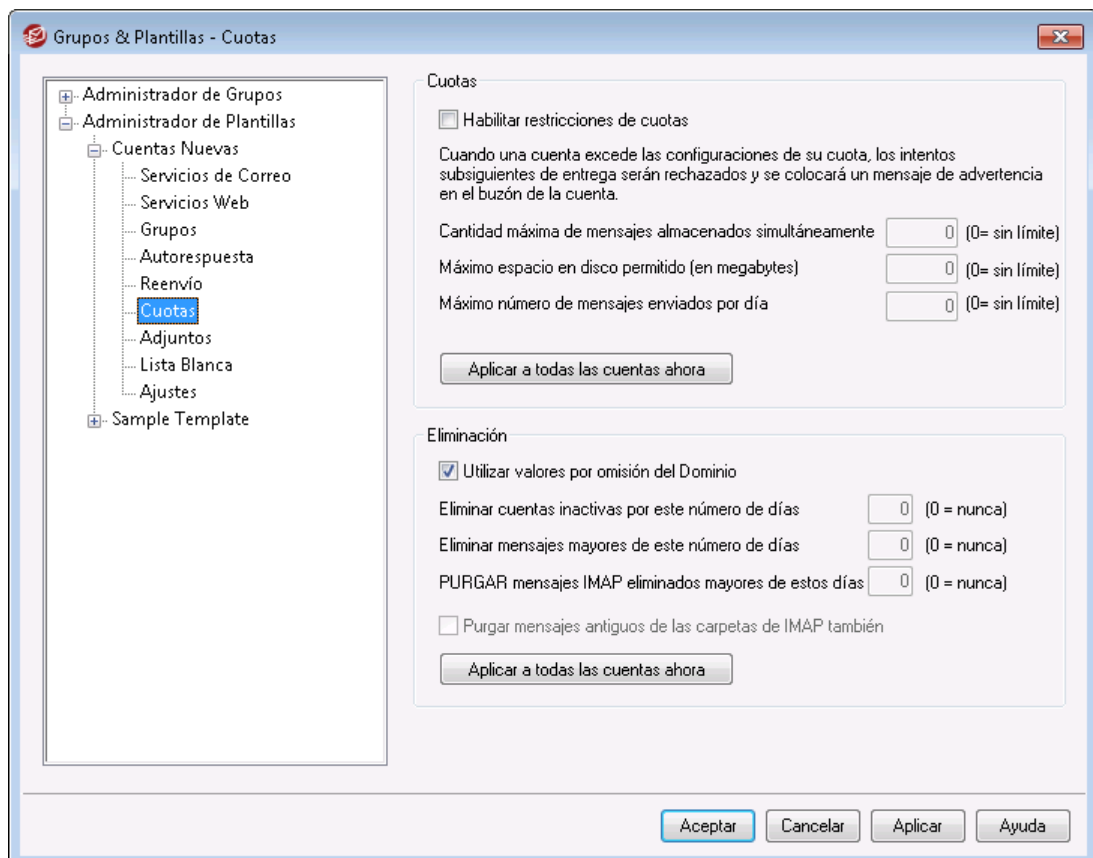 Grupos & Plantillas - Cuotas
Administrador de Grupos
Administrador de Plantillas
Cuentas Nuevas
Servicios de Correo
Servicios Web
Grupos
Autorespuesta
Reenvío
Cuotas
Adjuntos
Lista Blanca
Ajustes
Sample Template
Cuotas
Habilitar restricciones de cuotas
Cuando una cuenta excede las configuraciones de su cuota, los intentos
subsiguientes de entrega serán rechazados y se colocará un mensaje de advertencia
en el buzón de la cuenta.
Cantidad máxima de mensajes almacenados simultáneamente 0 (0= sin límite)
Máximo espacio en disco permitido (en megabytes) 0 (0= sin límite)
Máximo número de mensajes enviados por día 0 (0= sin límite)
Aplicar a todas las cuentas ahora
Eliminación
Utilizar valores por omisión del Dominio
Eliminar cuentas inactivas por este número de días 0 (0 = nunca)
Eliminar mensajes mayores de este número de días 0 (0 = nunca)
PURGAR mensajes IMAP eliminados mayores de estos días 0 (0 = nunca)
Purgar mensajes antiguos de las carpetas de IMAP también
Aplicar a todas las cuentas ahora
Aceptar Cancelar Aplicar Ayuda